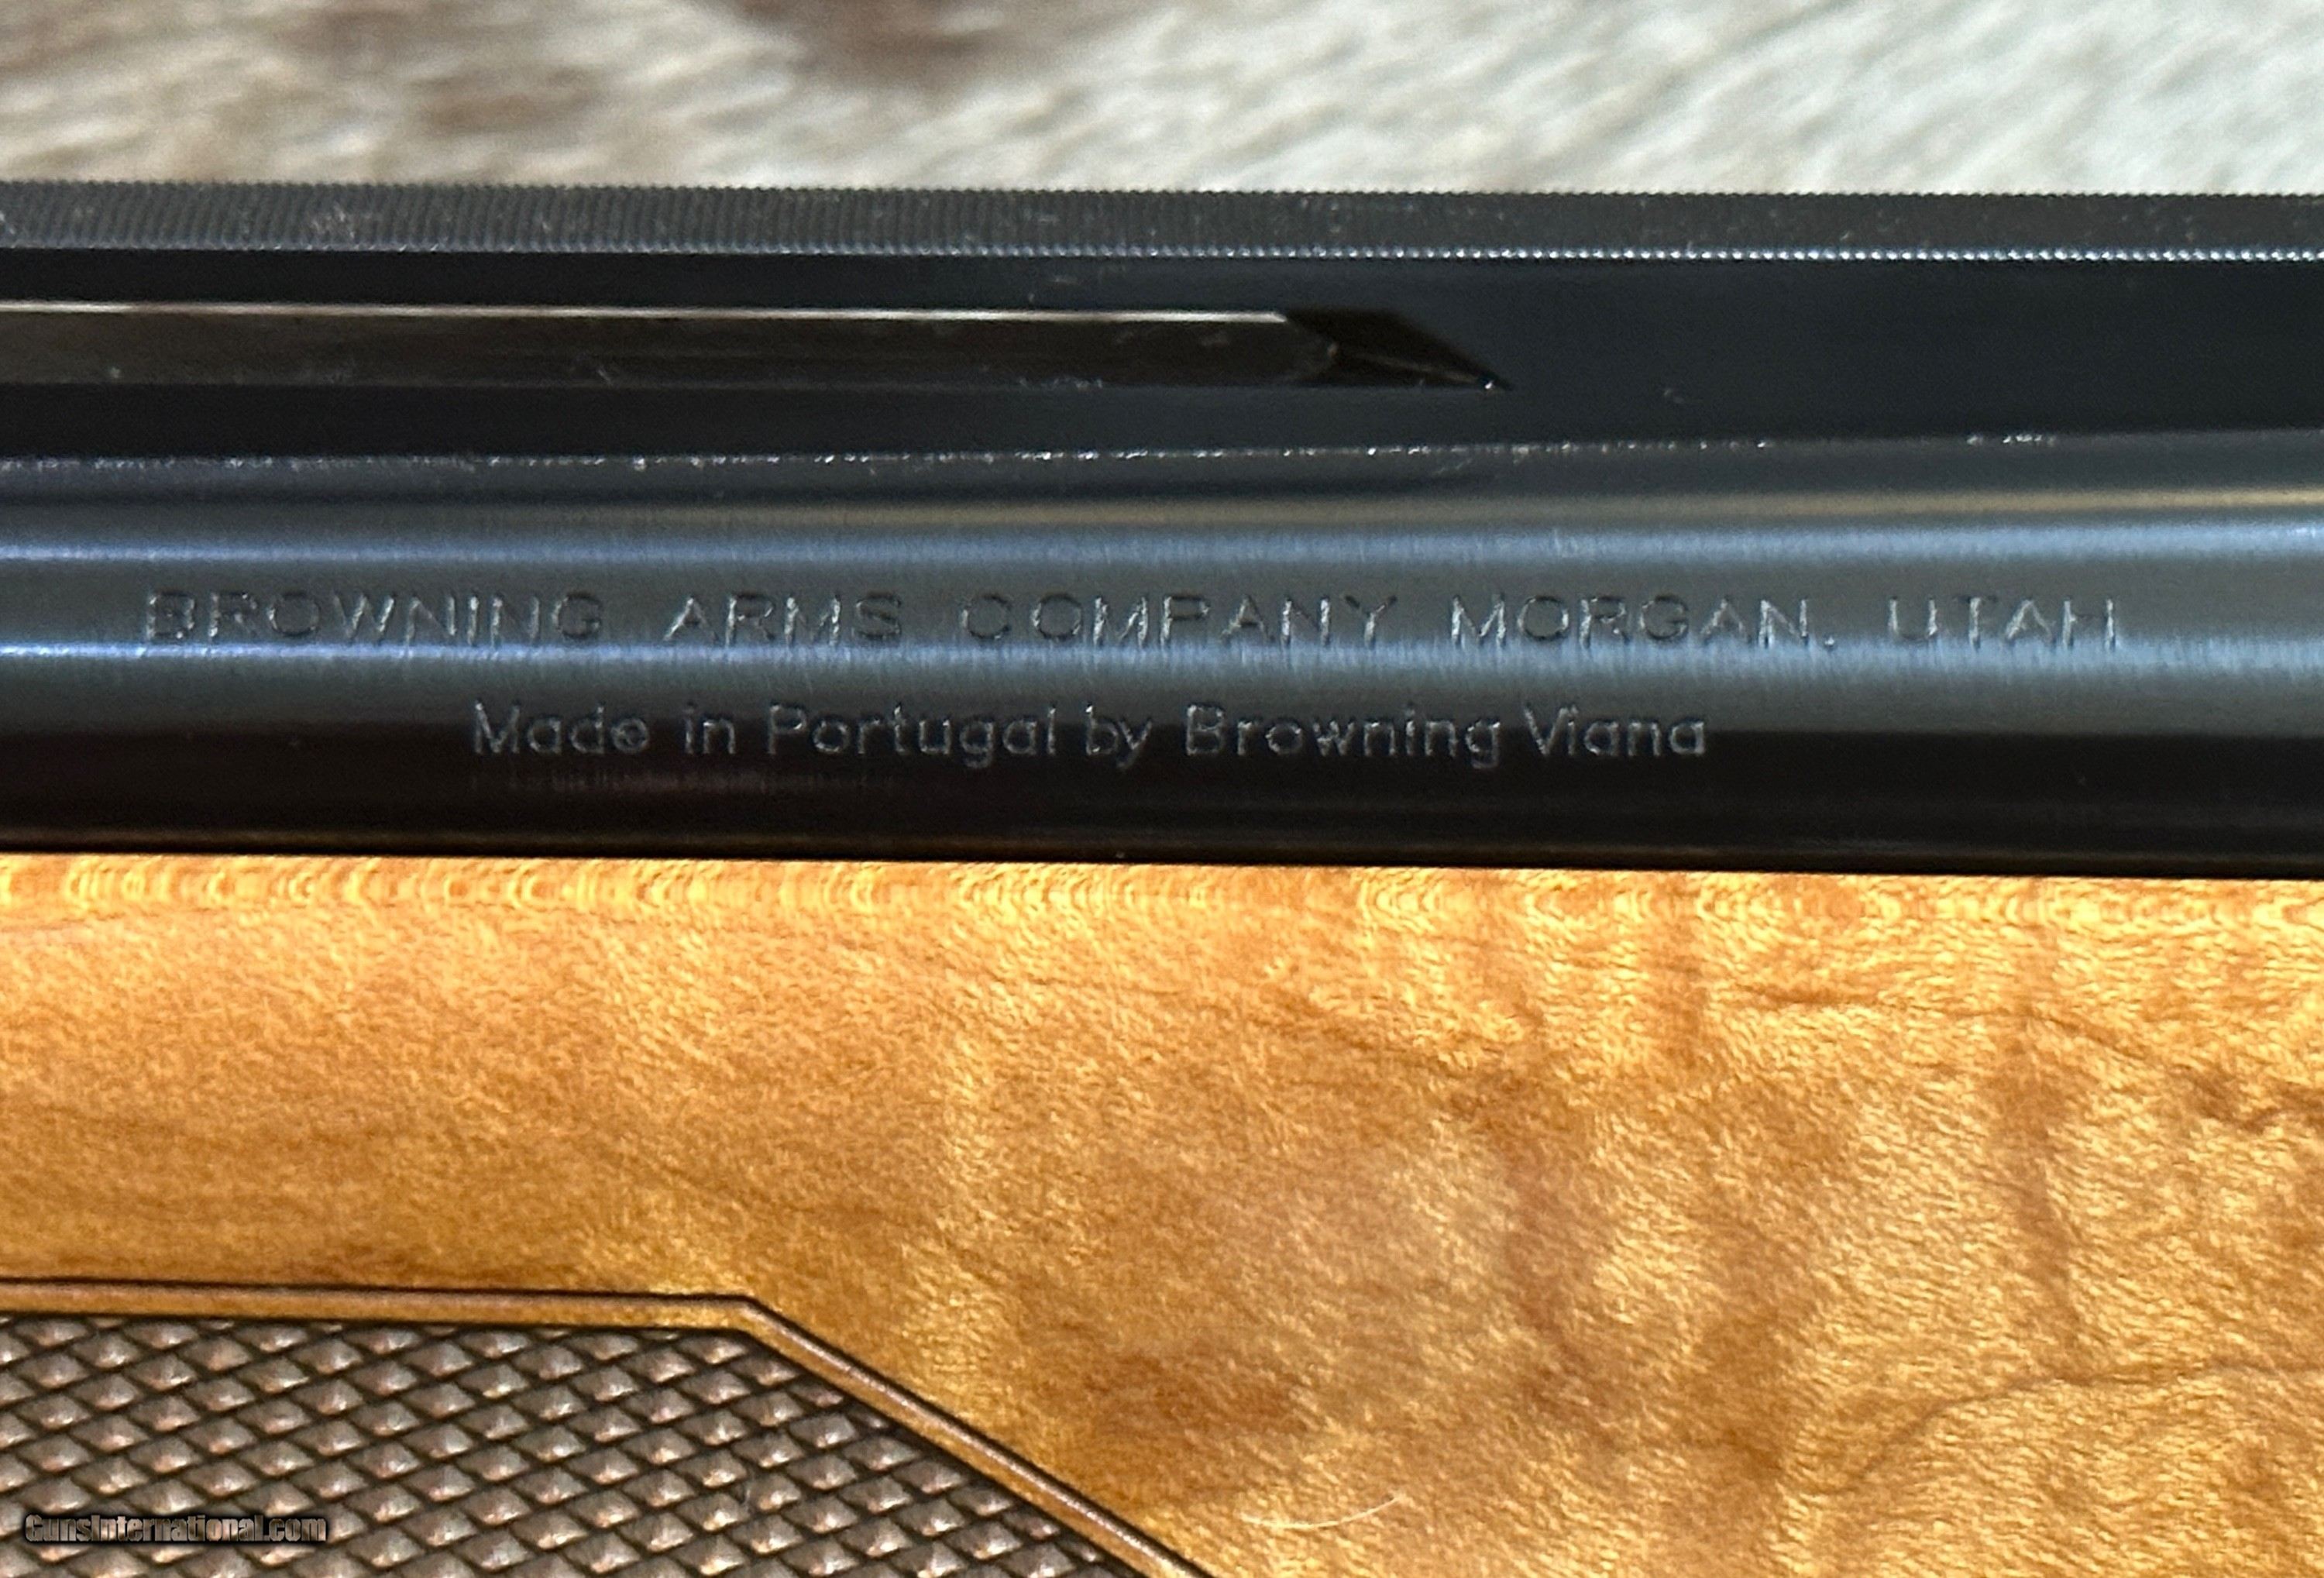 BROWNING ARMS COMPANY MORGAN, UTAH
Made in Portugal by Browning Viana
GunsInternational.com